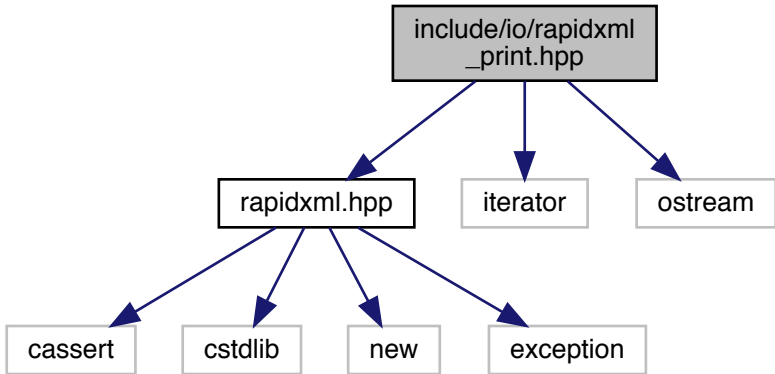 include/io/rapidxml
_print.hpp
rapidxml.hpp
iterator
ostream
cassert
cstdlib
new
exception